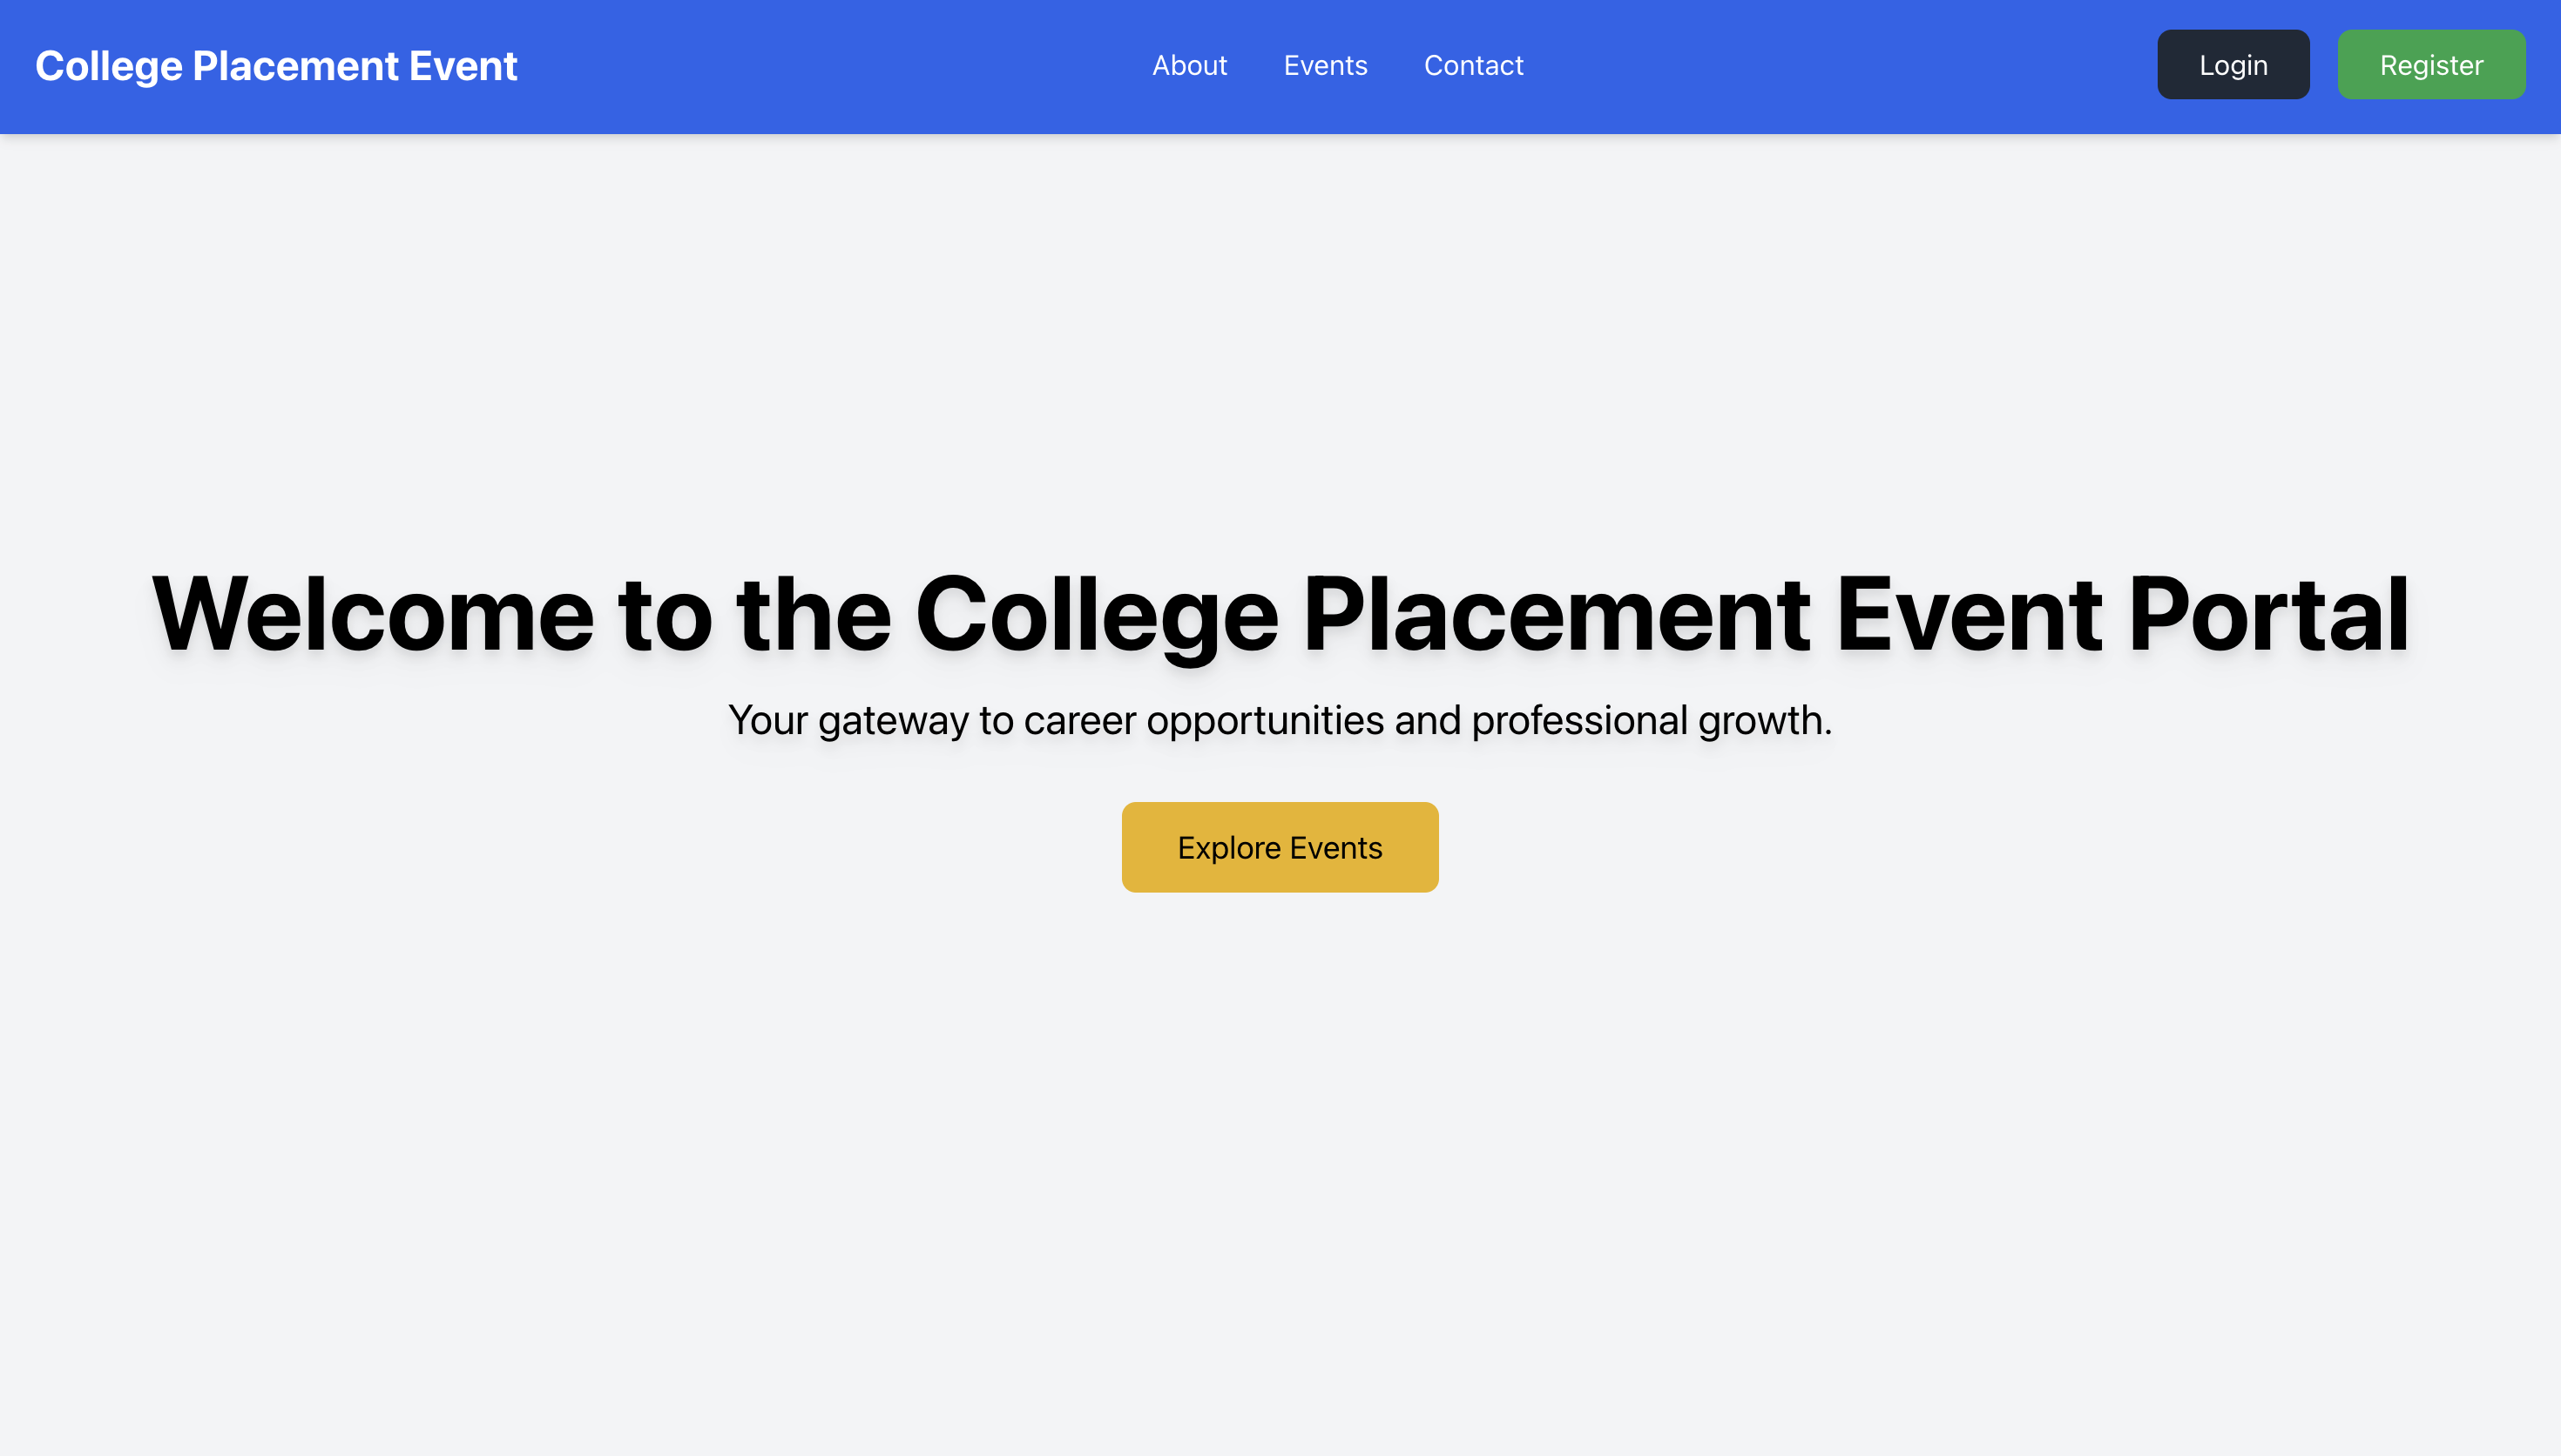 College Placement Event
About Events Contact
Login Register
Welcome to the College Placement Event Portal
Your gateway to career opportunities and professional growth.
Explore Events